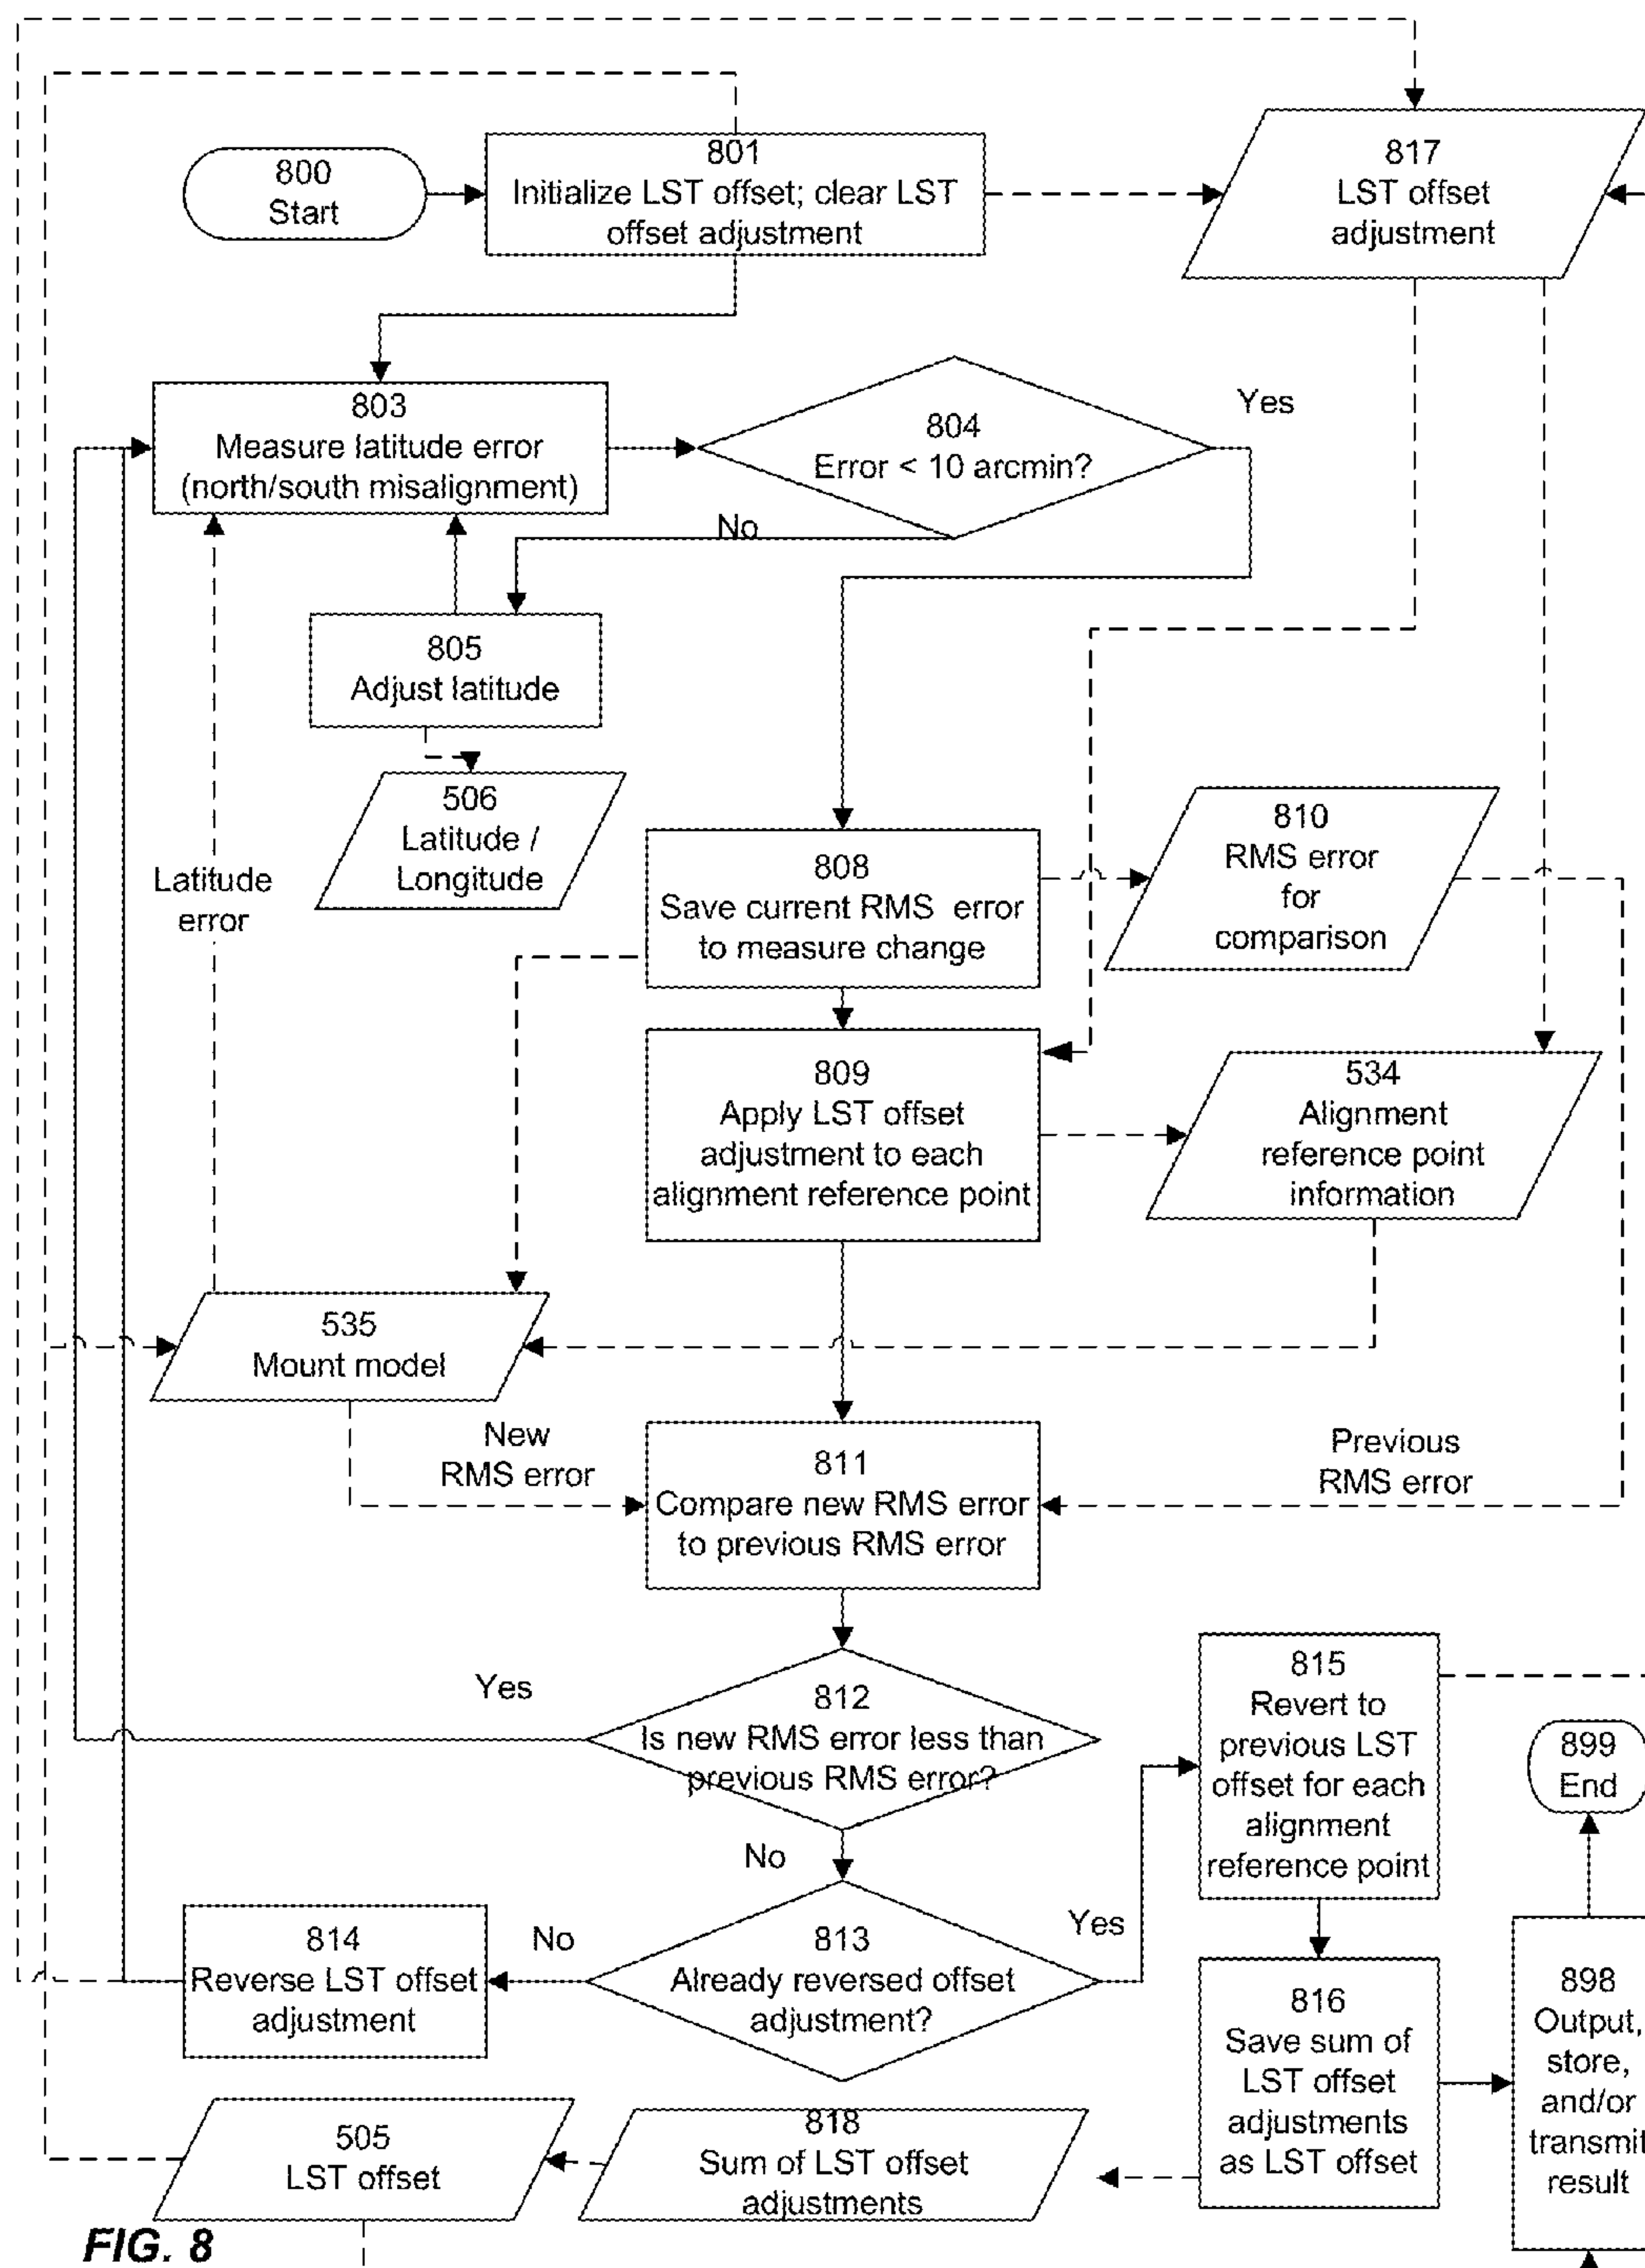 800
Start
801
Initialize LST offset; clear LST
offset adjustment
817
LST offset
adjustment
803
Measure latitude error
(north/south misalignment)
804
Error < 10 arcmin?
Yes
No
805
Adjust latitude
506
Latitude /
Longitude
Latitude
error
808
Save current RMS error
to measure change
810
RMS error
for
comparison
809
Apply LST offset
adjustment to each
alignment reference point
534
Alignment
reference point
information
535
Mount model
New
RMS error
811
Compare new RMS error
to previous RMS error
Previous
RMS error
Yes
812
Is new RMS error less than
previous RMS error?
No
815
Revert to
previous LST
offset for each
alignment
reference point
899
End
814
Reverse LST offset
adjustment
No
813
Already reversed offset
adjustment?
Yes
816
Save sum of
LST offset
adjustments
as LST offset
898
Output,
store,
and/or
transmit
result
505
LST offset
818
Sum of LST offset
adjustments
FIG. 8